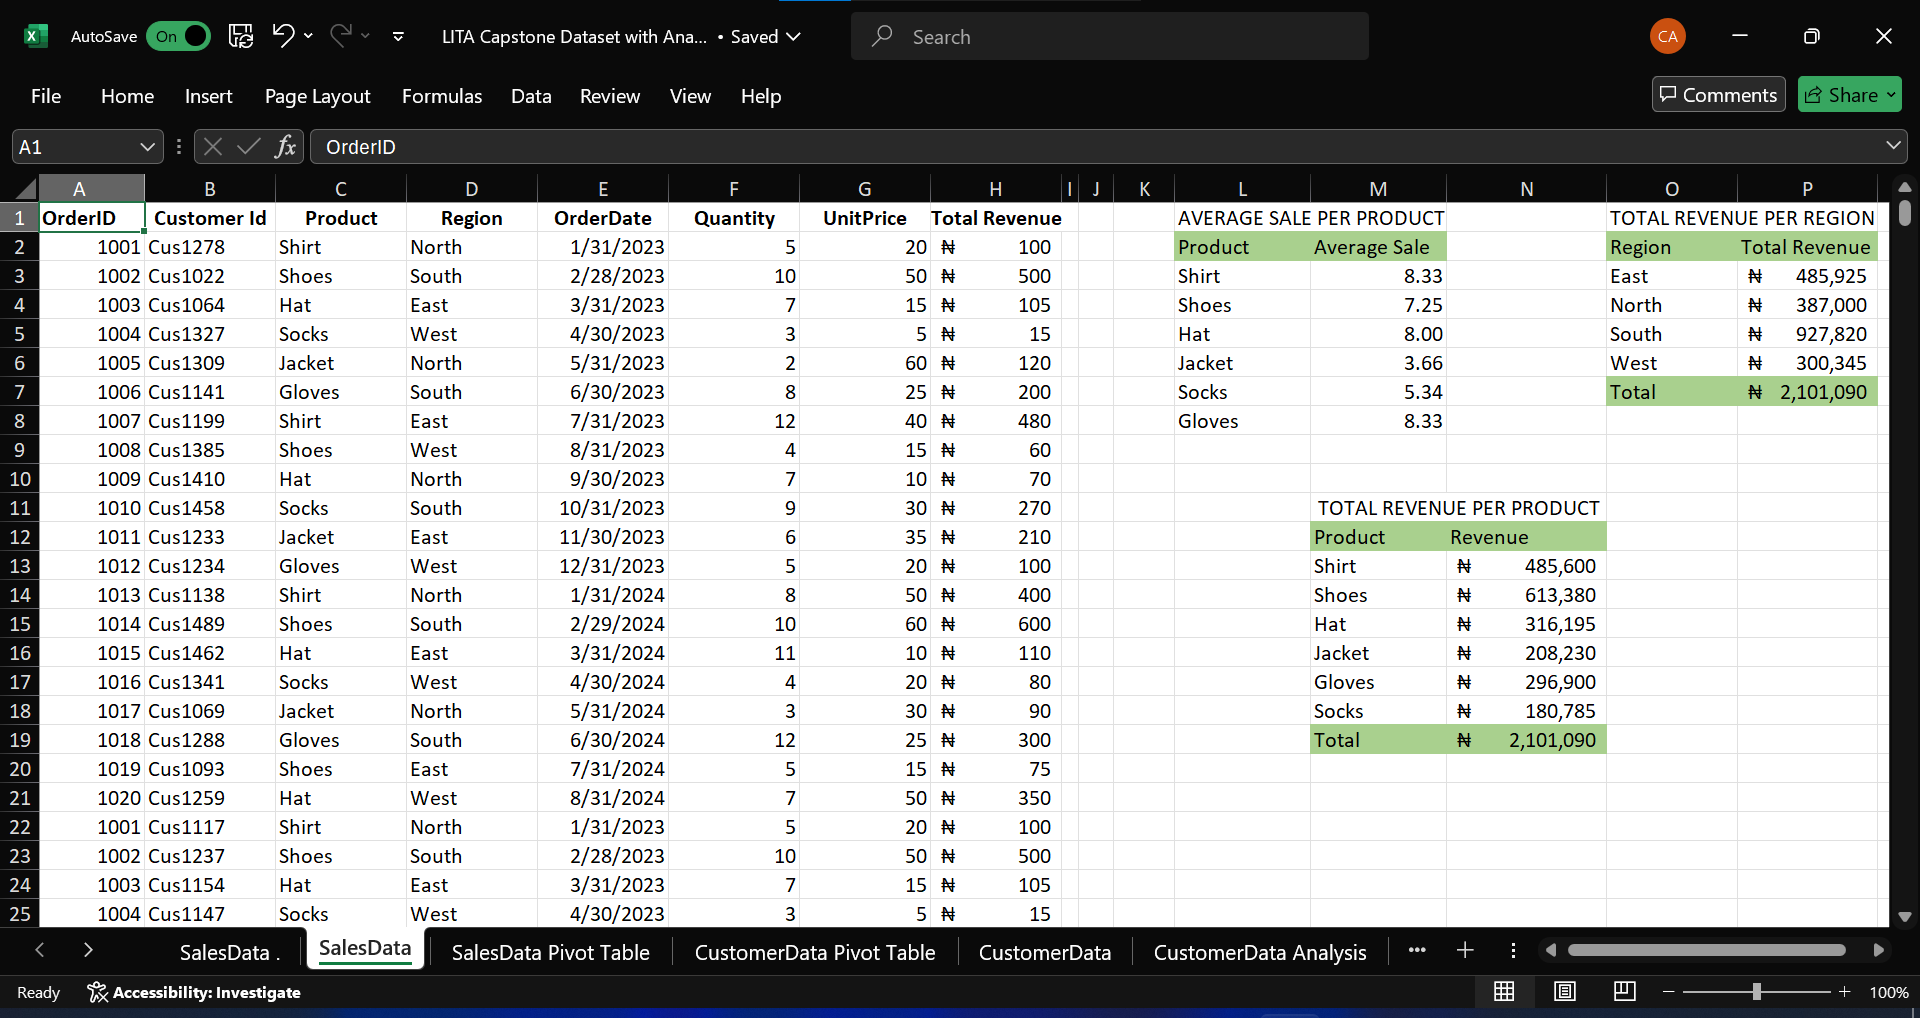 AutoSave On LITA Capstone Dataset with Ana... • Saved Search CA
File Home Insert Page Layout Formulas Data Review View Help Comments Share
A1 fx OrderID
A B C D E F G H I J K L M N O P
1 OrderID Customer Id Product Region OrderDate Quantity UnitPrice Total Revenue AVERAGE SALE PER PRODUCT TOTAL REVENUE PER REGION
2 1001 Cus1278 Shirt North 1/31/2023 5 20 ₦ 100 Product Average Sale Region Total Revenue
3 1002 Cus1022 Shoes South 2/28/2023 10 50 ₦ 500 Shirt 8.33 East ₦ 485,925
4 1003 Cus1064 Hat East 3/31/2023 7 15 ₦ 105 Shoes 7.25 North ₦ 387,000
5 1004 Cus1327 Socks West 4/30/2023 3 5 ₦ 15 Hat 8.00 South ₦ 927,820
6 1005 Cus1309 Jacket North 5/31/2023 2 60 ₦ 120 Jacket 3.66 West ₦ 300,345
7 1006 Cus1141 Gloves South 6/30/2023 8 25 ₦ 200 Socks 5.34 Total ₦ 2,101,090
8 1007 Cus1199 Shirt East 7/31/2023 12 40 ₦ 480 Gloves 8.33
9 1008 Cus1385 Shoes West 8/31/2023 4 15 ₦ 60
10 1009 Cus1410 Hat North 9/30/2023 7 10 ₦ 70
11 1010 Cus1458 Socks South 10/31/2023 9 30 ₦ 270 TOTAL REVENUE PER PRODUCT
12 1011 Cus1233 Jacket East 11/30/2023 6 35 ₦ 210 Product Revenue
13 1012 Cus1234 Gloves West 12/31/2023 5 20 ₦ 100 Shirt ₦ 485,600
14 1013 Cus1138 Shirt North 1/31/2024 8 50 ₦ 400 Shoes ₦ 613,380
15 1014 Cus1489 Shoes South 2/29/2024 10 60 ₦ 600 Hat ₦ 316,195
16 1015 Cus1462 Hat East 3/31/2024 11 10 ₦ 110 Jacket ₦ 208,230
17 1016 Cus1341 Socks West 4/30/2024 4 20 ₦ 80 Gloves ₦ 296,900
18 1017 Cus1069 Jacket North 5/31/2024 3 30 ₦ 90 Socks ₦ 180,785
19 1018 Cus1288 Gloves South 6/30/2024 12 25 ₦ 300 Total ₦ 2,101,090
20 1019 Cus1093 Shoes East 7/31/2024 5 15 ₦ 75
21 1020 Cus1259 Hat West 8/31/2024 7 50 ₦ 350
22 1001 Cus1117 Shirt North 1/31/2023 5 20 ₦ 100
23 1002 Cus1237 Shoes South 2/28/2023 10 50 ₦ 500
24 1003 Cus1154 Hat East 3/31/2023 7 15 ₦ 105
25 1004 Cus1147 Socks West 4/30/2023 3 5 ₦ 15
SalesData . SalesData SalesData Pivot Table CustomerData Pivot Table CustomerData CustomerData Analysis
Ready Accessibility: Investigate 100%